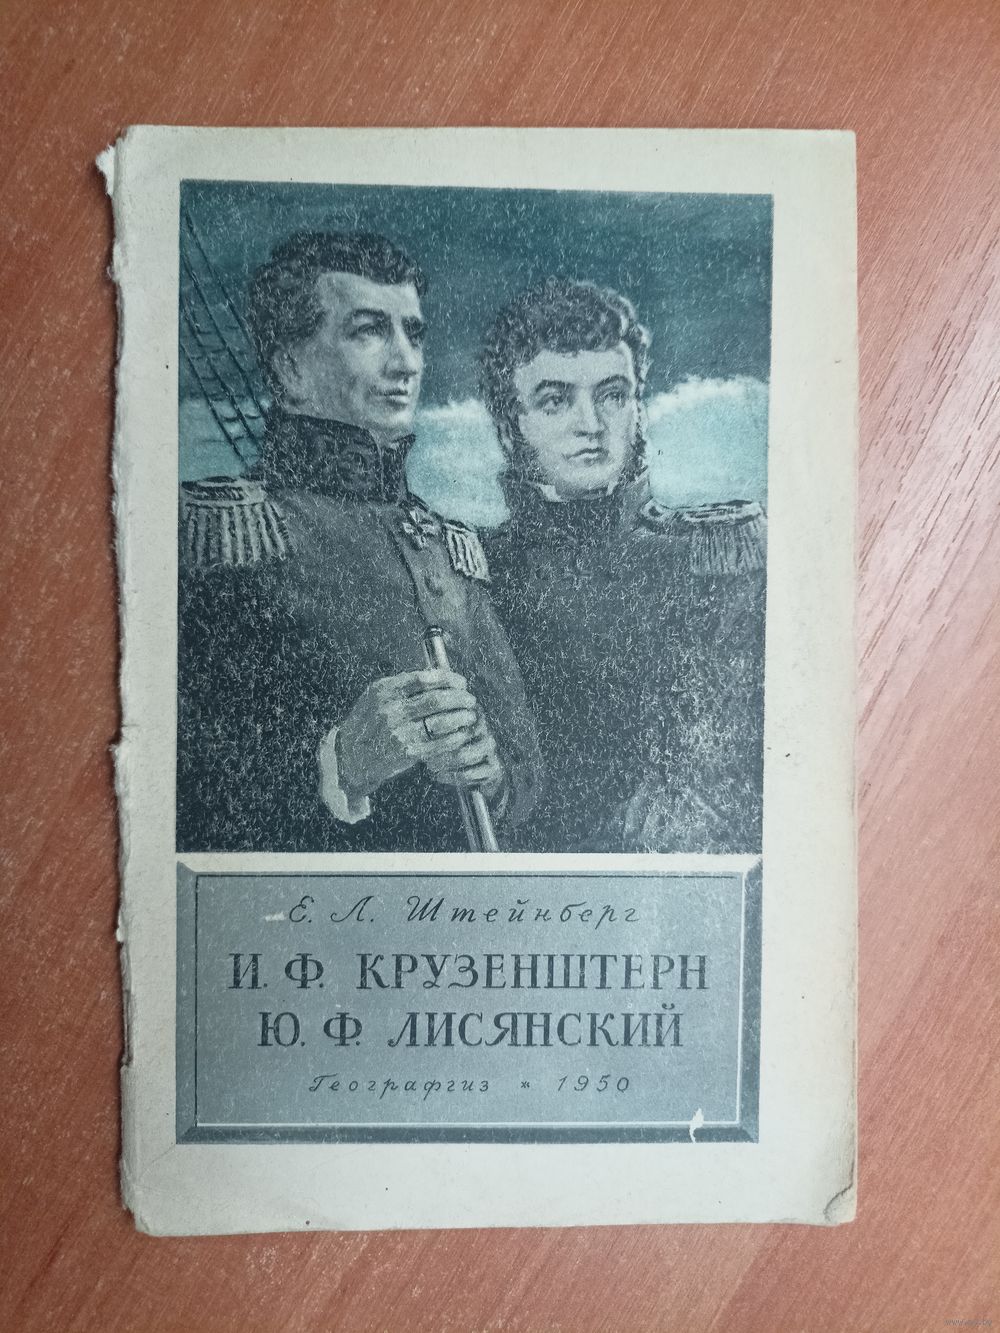 Е. Л. Штейнберг
И. Ф. КРУЗЕНШТЕРН
Ю. Ф. ЛИСЯНСКИЙ
Географгиз * 1950